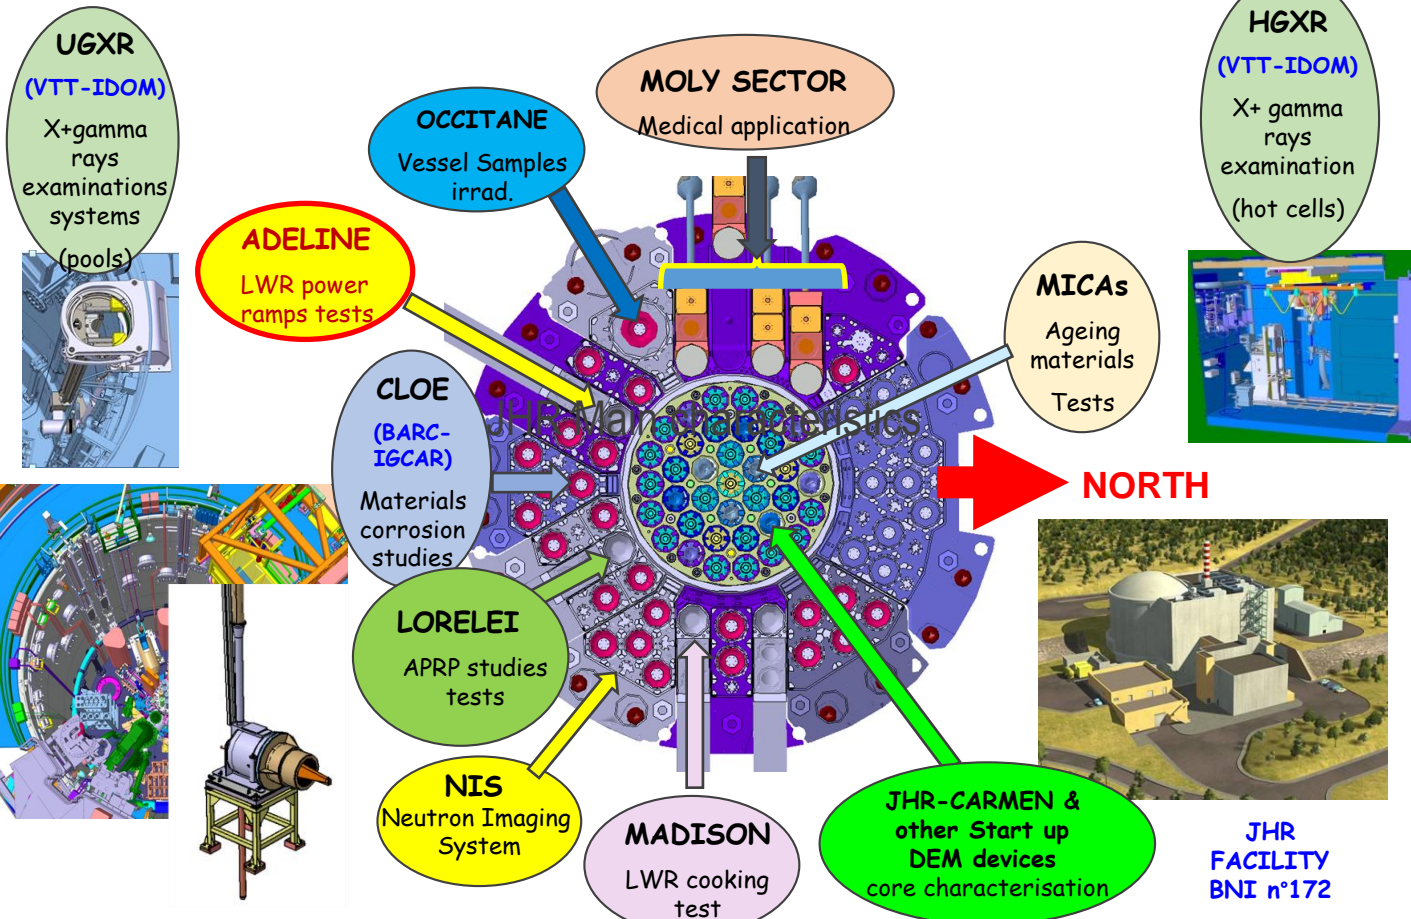 UGXR
(VTT-IDOM)
X+gamma
rays
examinations
systems
(pools)
OCCITANE
Vessel Samples
irrad.
MOLY SECTOR
Medical application
HGXR
(VTT-IDOM)
X+ gamma
rays
examination
(hot cells)
ADELINE
LWR power
ramps tests
MICAs
Ageing
materials
Tests
CLOE
(BARC-
IGCAR)
Materials
corrosion
studies
JHR Main characteristics
NORTH
LORELEI
APRP studies
tests
NIS
Neutron Imaging
System
MADISON
LWR cooking
test
JHR-CARMEN &
other Start up
DEM devices
core characterisation
JHR
FACILITY
BNI n°172